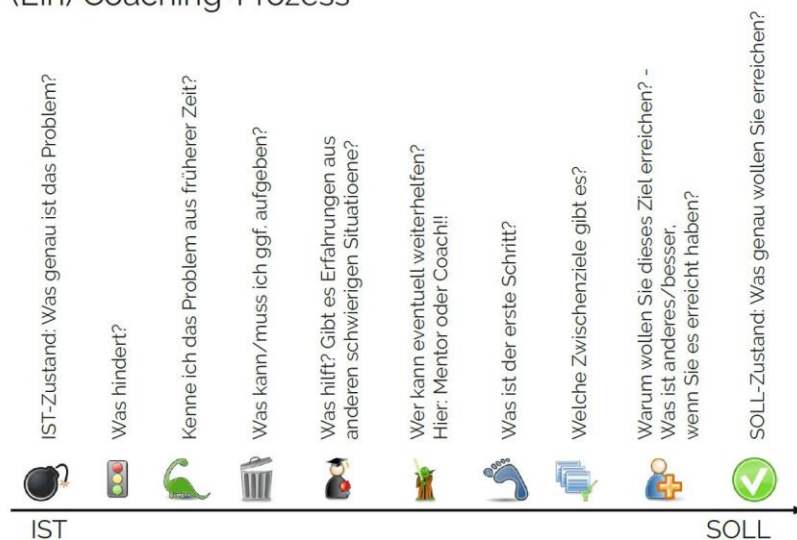 (Ein) Coaching-Prozess
IST-Zustand: Was genau ist das Problem?
Was hindert?
Kenne ich das Problem aus früherer Zeit?
Was kann/muss ich ggf. aufgeben?
Was hilft? Gibt es Erfahrungen aus
anderen schwierigen Situatioene?
Wer kann eventuell weiterhelfen?
Hier: Mentor oder Coach!!
Was ist der erste Schritt?
Welche Zwischenziele gibt es?
Warum wollen Sie dieses Ziel erreichen? -
Was ist anderes/besser,
wenn Sie es erreicht haben?
SOLL-Zustand: Was genau wollen Sie erreichen?
IST
SOLL